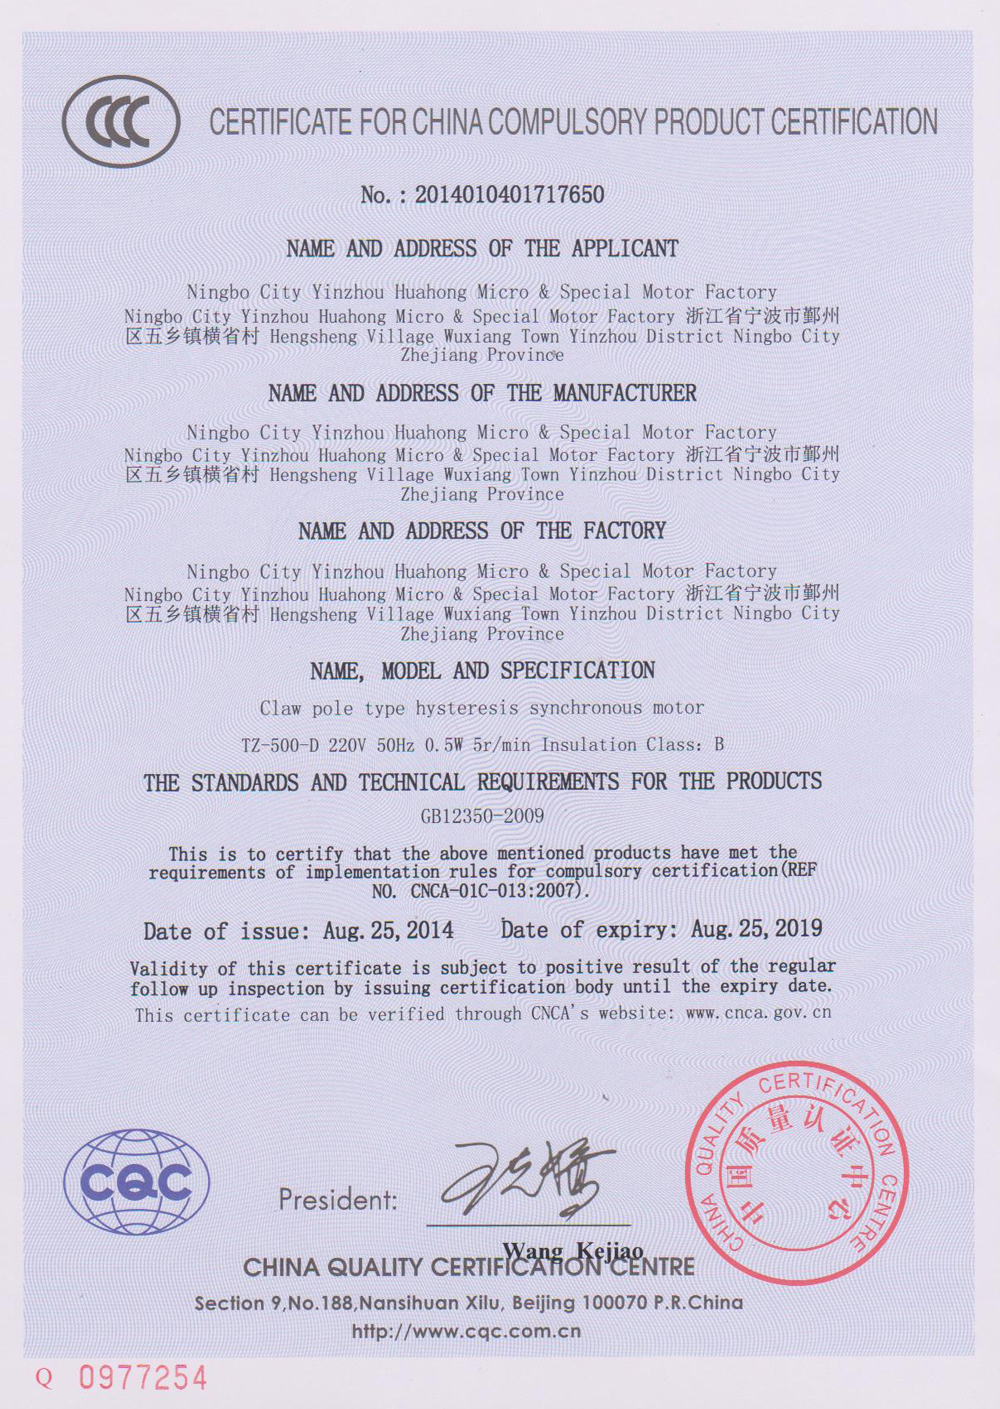 CCC
CERTIFICATE FOR CHINA COMPULSORY PRODUCT CERTIFICATION
No. : 2014010401717650
NAME AND ADDRESS OF THE APPLICANT
Ningbo City Yinzhou Huahong Micro & Special Motor Factory
Ningbo City Yinzhou Huahong Micro & Special Motor Factory 浙江省宁波市鄞州
区五乡镇横省村 Hengsheng Village Wuxiang Town Yinzhou District Ningbo City
Zhejiang Province
NAME AND ADDRESS OF THE MANUFACTURER
Ningbo City Yinzhou Huahong Micro & Special Motor Factory
Ningbo City Yinzhou Huahong Micro & Special Motor Factory 浙江省宁波市鄞州
区五乡镇横省村 Hengsheng Village Wuxiang Town Yinzhou District Ningbo City
Zhejiang Province
NAME AND ADDRESS OF THE FACTORY
Ningbo City Yinzhou Huahong Micro & Special Motor Factory
Ningbo City Yinzhou Huahong Micro & Special Motor Factory 浙江省宁波市鄞州
区五乡镇横省村 Hengsheng Village Wuxiang Town Yinzhou District Ningbo City
Zhejiang Province
NAME, MODEL AND SPECIFICATION
Claw pole type hysteresis synchronous motor
TZ-500-D 220V 50Hz 0.5W 5r/min Insulation Class: B
THE STANDARDS AND TECHNICAL REQUIREMENTS FOR THE PRODUCTS
GB12350-2009
This is to certify that the above mentioned products have met the
requirements of implementation rules for compulsory certification(REF
NO. CNCA-01C-013:2007).
Date of issue: Aug. 25, 2014 Date of expiry: Aug. 25, 2019
Validity of this certificate is subject to positive result of the regular
follow up inspection by issuing certification body until the expiry date.
This certificate can be verified through CNCA's website: www.cnca.gov.cn
CHINA QUALITY CERTIFICATION CENTRE
中国质量认证中心
CQC
President:
Wang Kejiao
CHINA QUALITY CERTIFICATION CENTRE
Section 9,No.188,Nansihuan Xilu, Beijing 100070 P.R.China
http://www.cqc.com.cn
Q 0977254